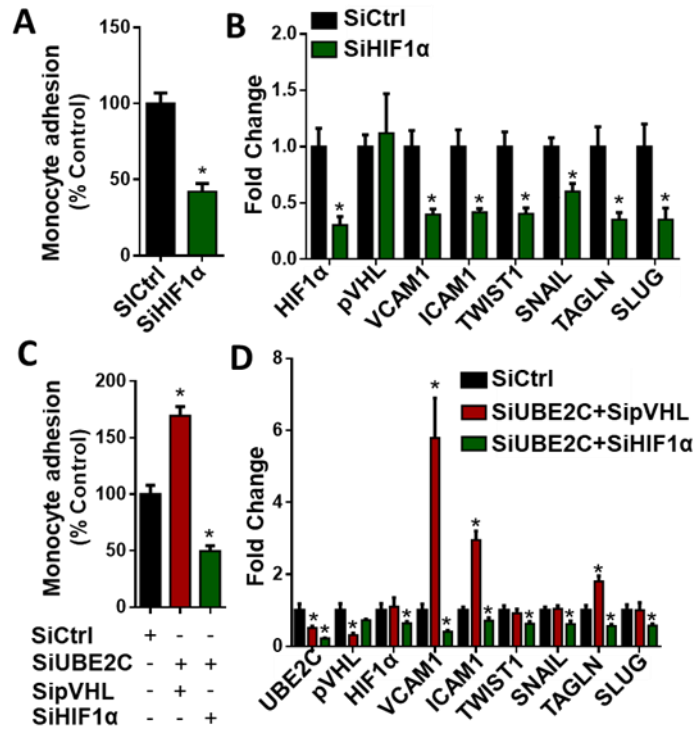 A
Monocyte adhesion
(% Control)
150
100
50
0
SICtrl
SiHIF1α
*
B
SiCtrl
SiHIF1α
Fold Change
2.0
1.5
1.0
0.5
0.0
* * * * * * *
HIF1α pVHL VCAM1 ICAM1 TWIST1 SNAIL TAGLN SLUG
C
Monocyte adhesion
(% Control)
200
150
100
50
0
* *
SiCtrl + - -
SiUBE2C - + +
SipVHL - + -
SiHIF1α - - +
D
SiCtrl
SiUBE2C+SipVHL
SiUBE2C+SiHIF1α
Fold Change
8
6
4
2
0
* * * * * * * * * * * * *
UBE2C pVHL HIF1α VCAM1 ICAM1 TWIST1 SNAIL TAGLN SLUG